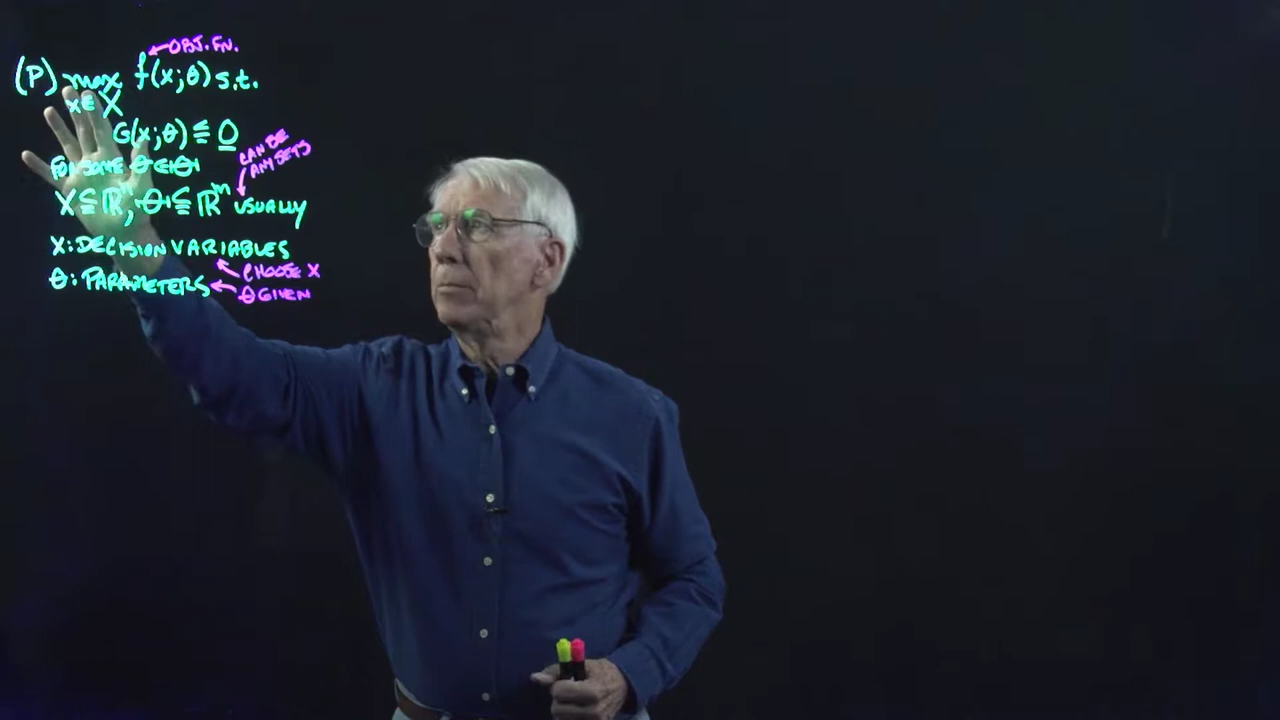 OBJ. FN.
(P) max f(x;θ) s.t.
x∈X
G(x;θ) ≦ 0
CAN BE
ANY SETS
FOR SOME θ∈Θ
X ⊆ ℝⁿ, Θ ⊆ ℝᵐ USUALLY
X: DECISION VARIABLES
CHOOSE X
θ: PARAMETERS
θ GIVEN